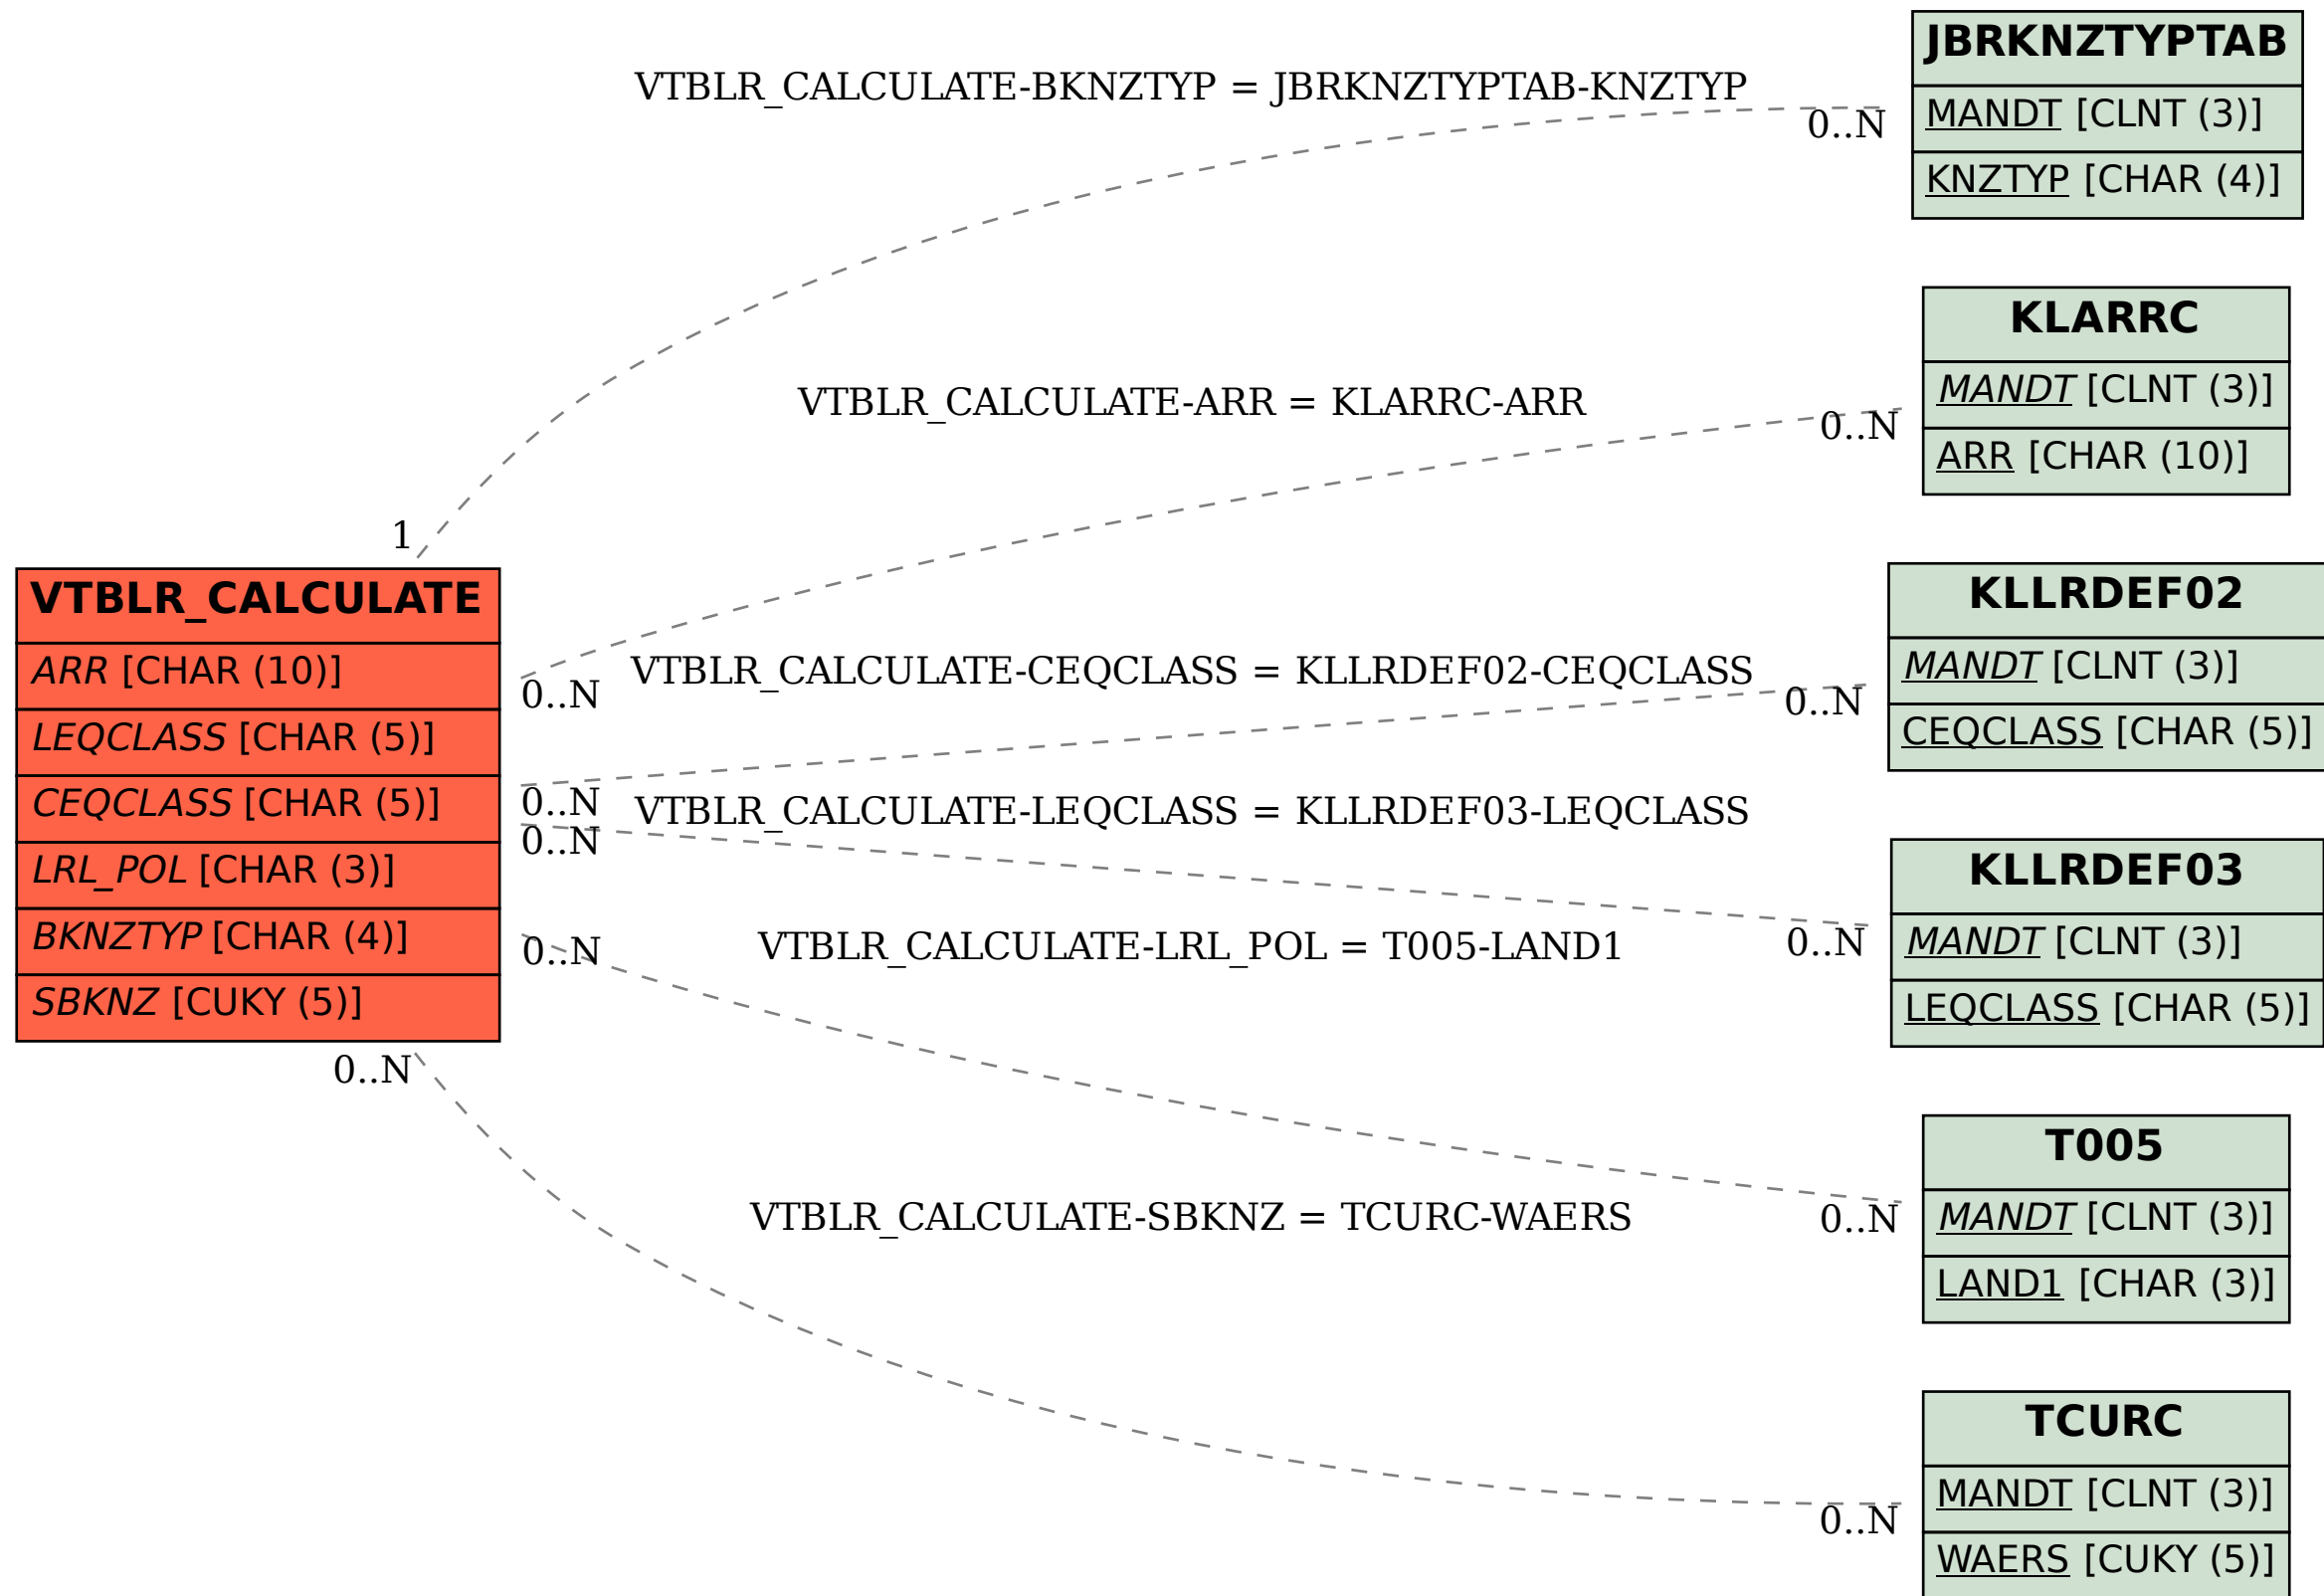 JBRKNZTYPTAB
MANDT [CLNT (3)]
KNZTYP [CHAR (4)]
VTBLR_CALCULATE-BKNZTYP = JBRKNZTYPTAB-KNZTYP
0..N
1
KLARRC
MANDT [CLNT (3)]
ARR [CHAR (10)]
VTBLR_CALCULATE-ARR = KLARRC-ARR
0..N
0..N
VTBLR_CALCULATE
ARR [CHAR (10)]
LEQCLASS [CHAR (5)]
CEQCLASS [CHAR (5)]
LRL_POL [CHAR (3)]
BKNZTYP [CHAR (4)]
SBKNZ [CUKY (5)]
KLLRDEF02
MANDT [CLNT (3)]
CEQCLASS [CHAR (5)]
VTBLR_CALCULATE-CEQCLASS = KLLRDEF02-CEQCLASS
0..N
0..N
VTBLR_CALCULATE-LEQCLASS = KLLRDEF03-LEQCLASS
0..N
0..N
KLLRDEF03
MANDT [CLNT (3)]
LEQCLASS [CHAR (5)]
VTBLR_CALCULATE-LRL_POL = T005-LAND1
0..N
0..N
T005
MANDT [CLNT (3)]
LAND1 [CHAR (3)]
VTBLR_CALCULATE-SBKNZ = TCURC-WAERS
0..N
0..N
TCURC
MANDT [CLNT (3)]
WAERS [CUKY (5)]